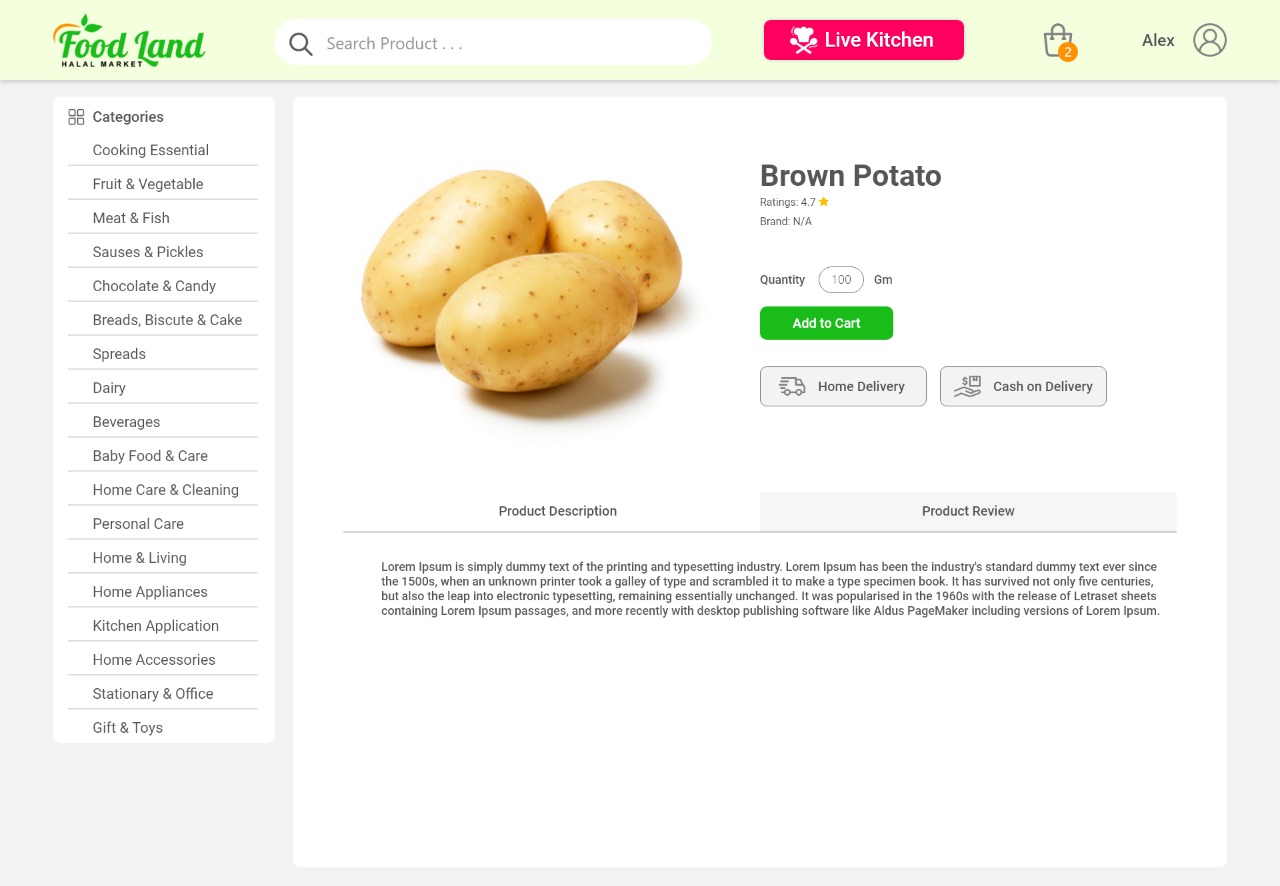 Food Land
HALAL MARKET
Search Product . . .
Live Kitchen
2
Alex
Categories
Cooking Essential
Fruit & Vegetable
Meat & Fish
Sauses & Pickles
Chocolate & Candy
Breads, Biscute & Cake
Spreads
Dairy
Beverages
Baby Food & Care
Home Care & Cleaning
Personal Care
Home & Living
Home Appliances
Kitchen Application
Home Accessories
Stationary & Office
Gift & Toys
Brown Potato
Ratings: 4.7
Brand: N/A
Quantity 100 Gm
Add to Cart
Home Delivery
$ Cash on Delivery
Product Description
Product Review
Lorem Ipsum is simply dummy text of the printing and typesetting industry. Lorem Ipsum has been the industry's standard dummy text ever since
the 1500s, when an unknown printer took a galley of type and scrambled it to make a type specimen book. It has survived not only five centuries,
but also the leap into electronic typesetting, remaining essentially unchanged. It was popularised in the 1960s with the release of Letraset sheets
containing Lorem Ipsum passages, and more recently with desktop publishing software like Aldus PageMaker including versions of Lorem Ipsum.